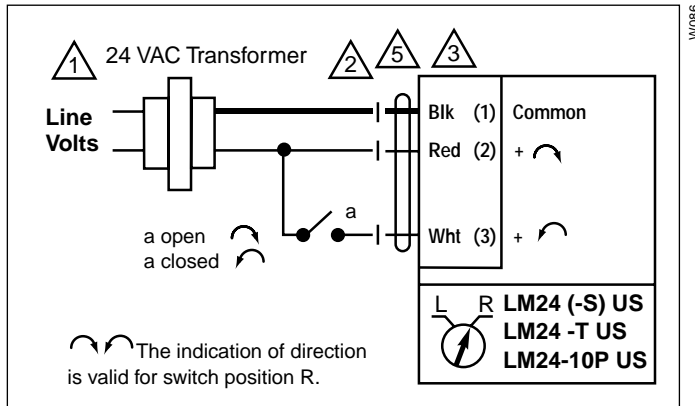 W086
1 24 VAC Transformer 2 5 3
Line
Volts
Blk (1) Common
Red (2) +
a
Wht (3) +
a open
a closed
L R LM24 (-S) US
LM24 -T US
LM24-10P US
The indication of direction
is valid for switch position R.